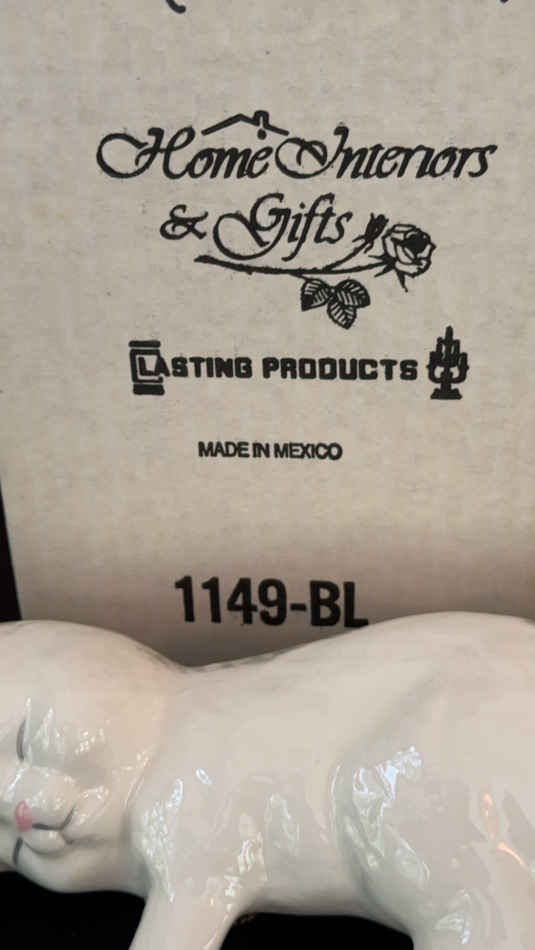 Home Interiors
& Gifts
LASTING PRODUCTS
MADE IN MEXICO
1149-BL